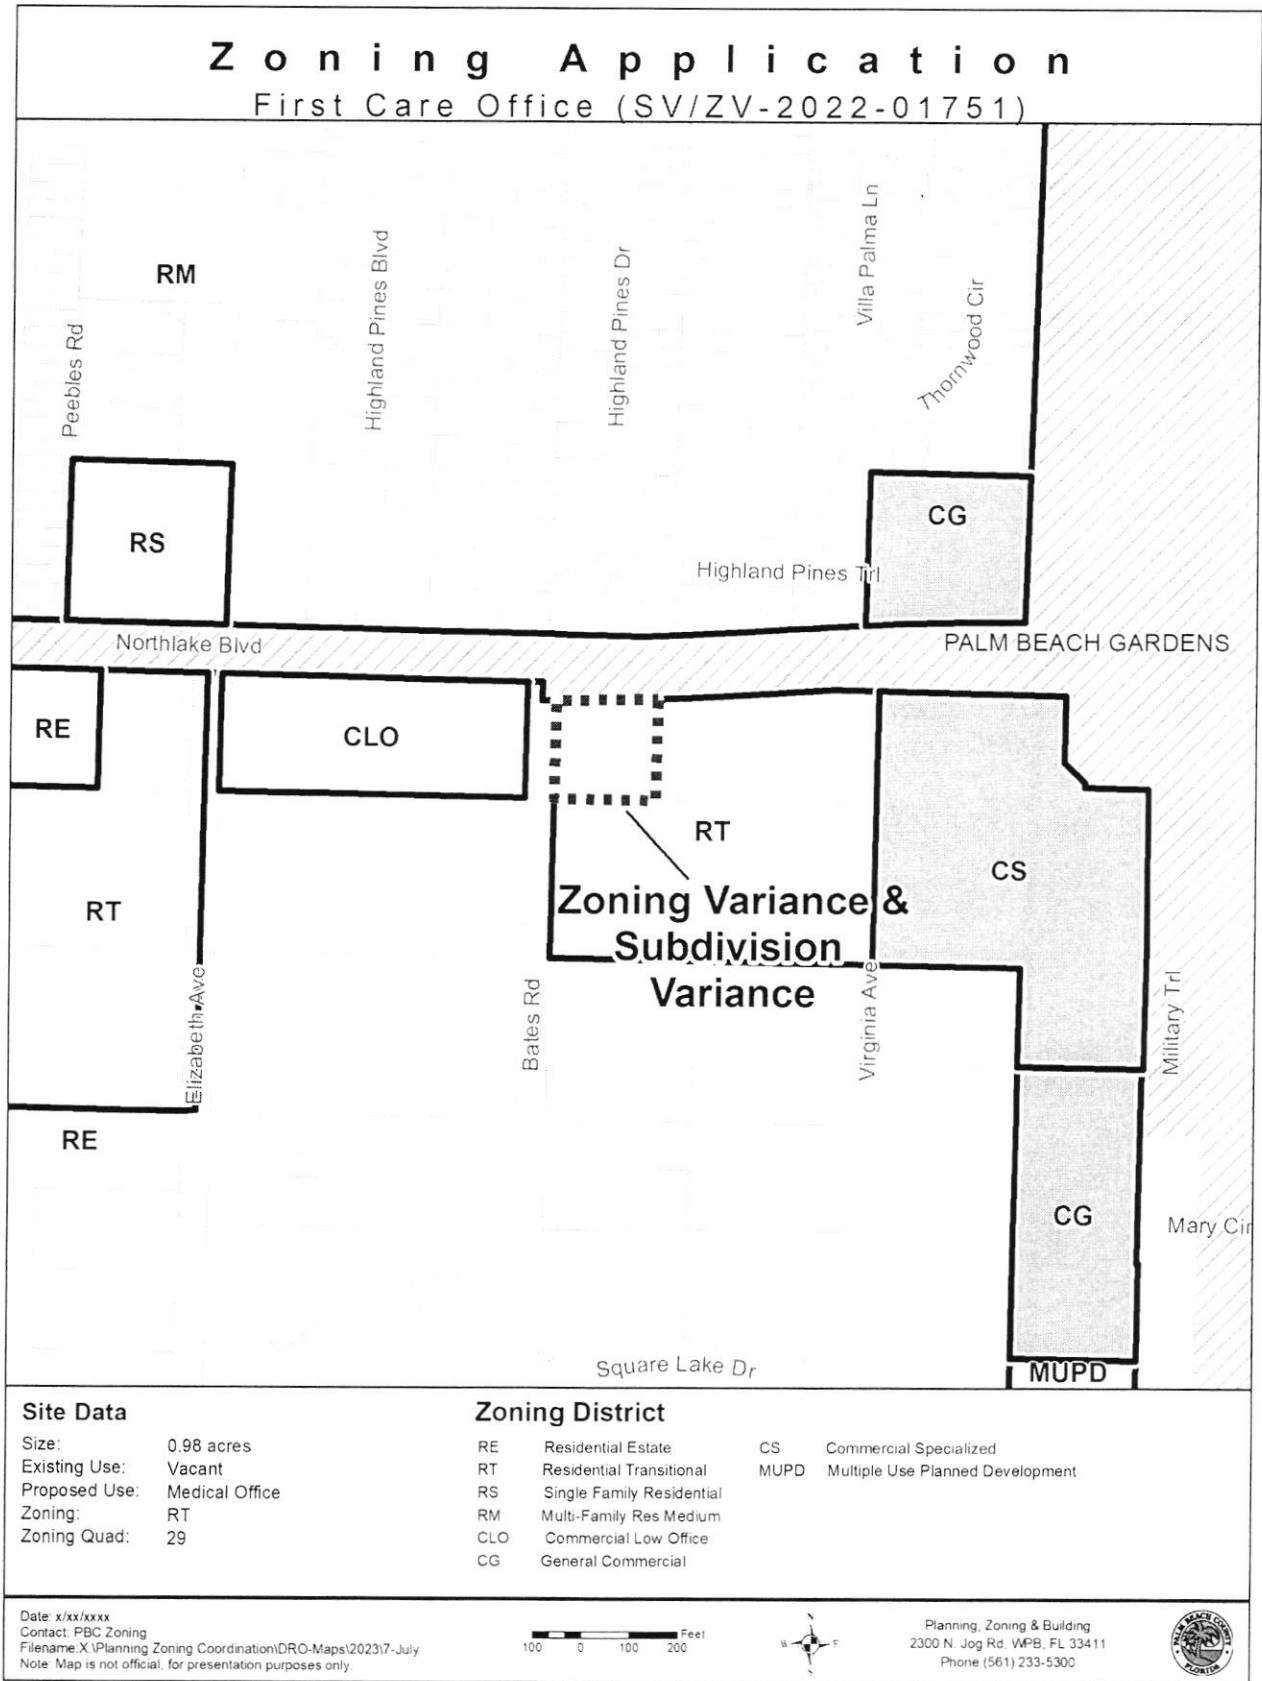 Zoning Application
First Care Office (SV/ZV-2022-01751)
RM
Peebles Rd
Highland Pines Blvd
Highland Pines Dr
Villa Palma Ln
Thornwood Cir
RS
CG
Highland Pines Trl
Northlake Blvd
PALM BEACH GARDENS
RE
CLO
RT
CS
RT
Zoning Variance &
Subdivision
Variance
Elizabeth Ave
Bates Rd
Virginia Ave
Military Trl
RE
CG
Mary Cir
Square Lake Dr
MUPD
Site Data
Size: 0.98 acres
Existing Use: Vacant
Proposed Use: Medical Office
Zoning: RT
Zoning Quad: 29
Zoning District
RE Residential Estate
RT Residential Transitional
RS Single Family Residential
RM Multi-Family Res Medium
CLO Commercial Low Office
CG General Commercial
CS Commercial Specialized
MUPD Multiple Use Planned Development
Date: x/xx/xxxx
Contact: PBC Zoning
Filename:X:\Planning Zoning Coordination\DRO-Maps\2023\7-July
Note: Map is not official, for presentation purposes only.
100 0 100 200 Feet
N
W E
S
Planning, Zoning & Building
2300 N. Jog Rd, WPB, FL 33411
Phone (561) 233-5300
PALM BEACH COUNTY
FLORIDA